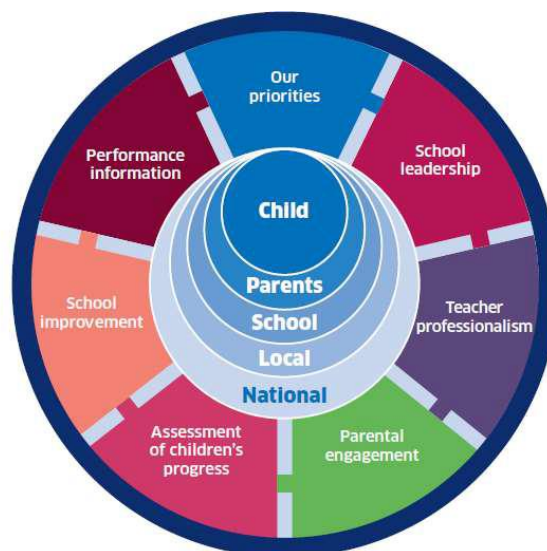 Our
priorities
School
leadership
Teacher
professionalism
Parental
engagement
Assessment
of children's
progress
School
improvement
Performance
information
Child
Parents
School
Local
National